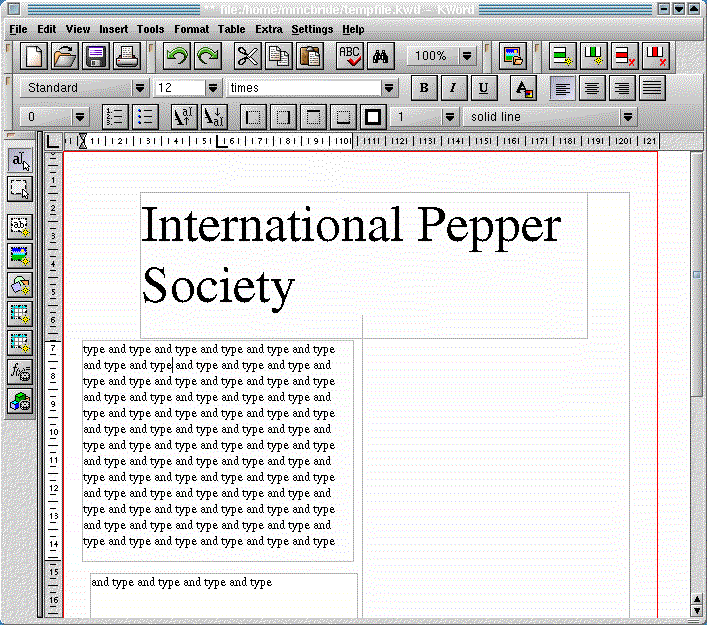 ** file:/home/mmcbride/tempfile.kwd - KWord
File Edit View Insert Tools Format Table Extra Settings Help
ABC 100%
Standard 12 times B I U A
0 1 solid line
International Pepper
Society
type and type and type and type and type and type
and type and type and type and type and type and
type and type and type and type and type and type
and type and type and type and type and type and
type and type and type and type and type and type
and type and type and type and type and type and
type and type and type and type and type and type
and type and type and type and type and type and
type and type and type and type and type and type
and type and type and type and type and type and
type and type and type and type and type and type
and type and type and type and type and type and
type and type and type and type and type and type
and type and type and type and type